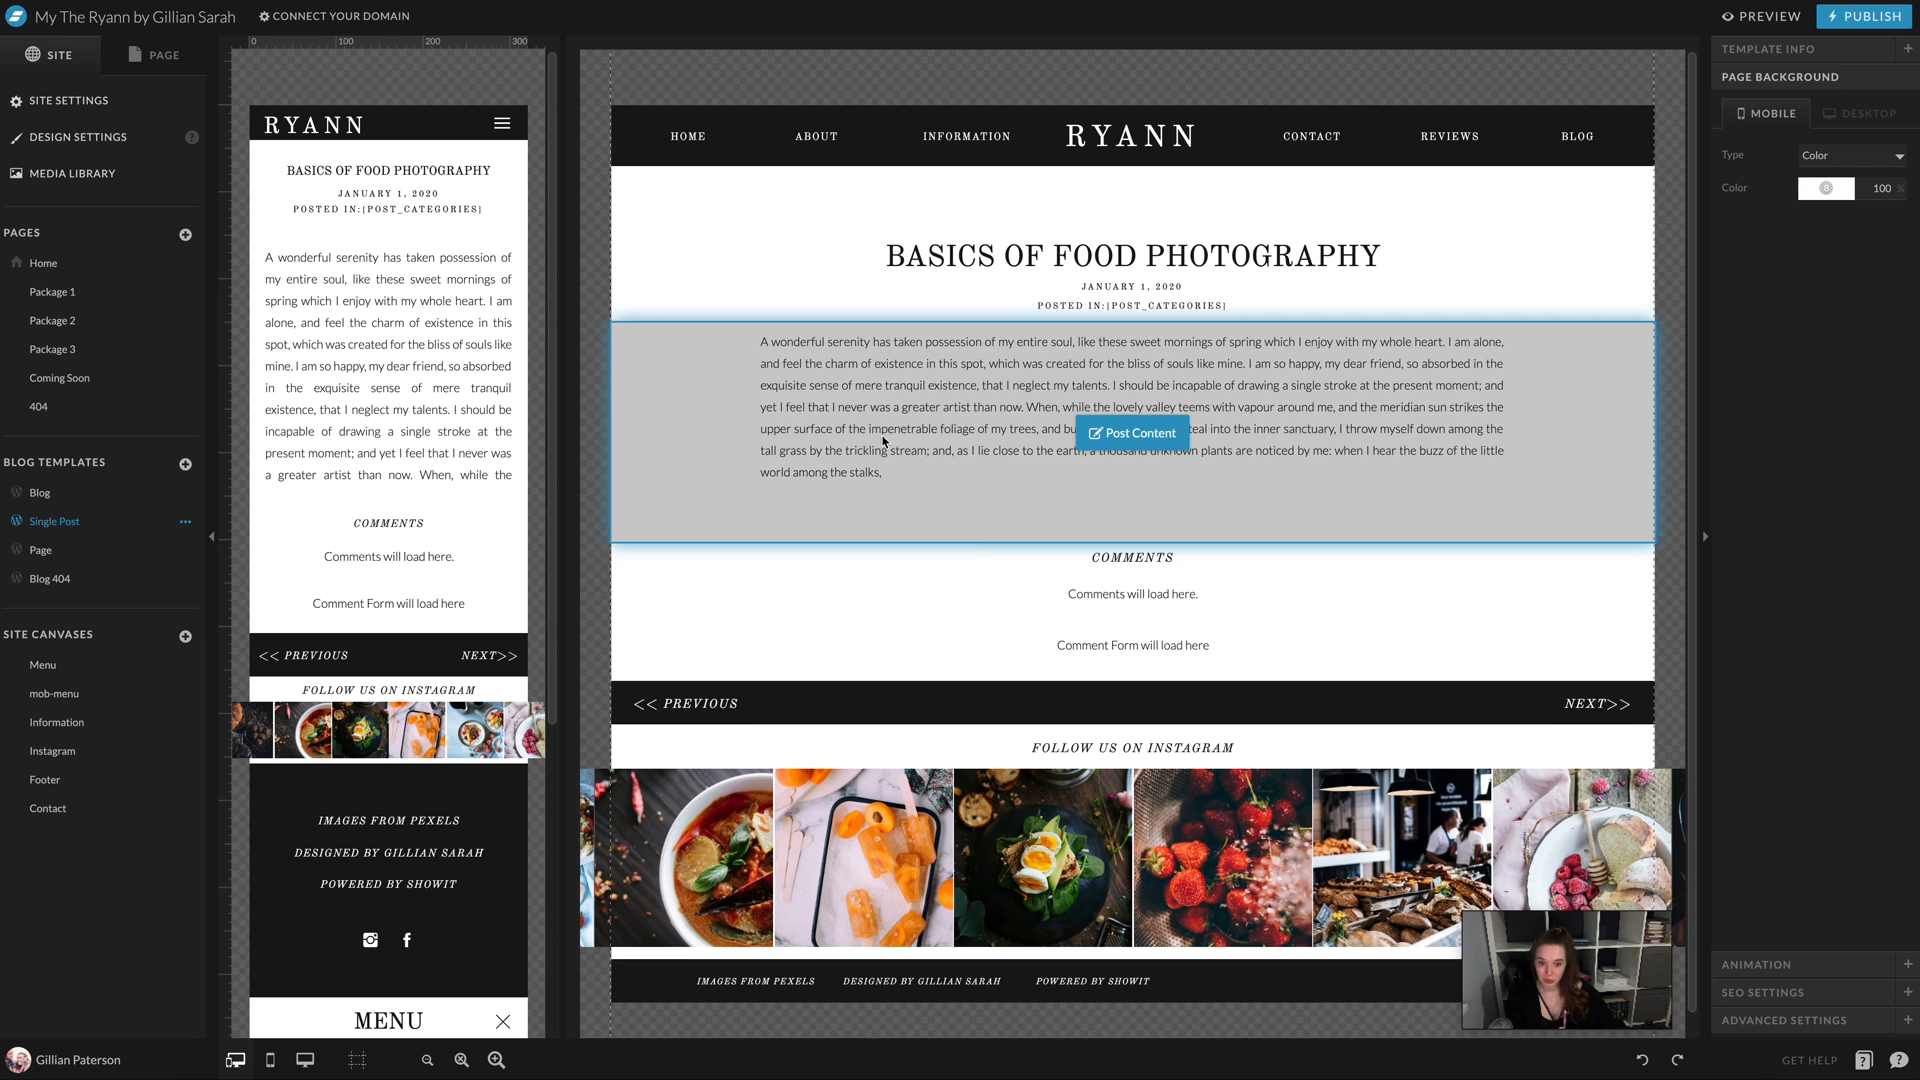 My The Ryann by Gillian Sarah
CONNECT YOUR DOMAIN
PREVIEW
PUBLISH
SITE
PAGE
SITE SETTINGS
DESIGN SETTINGS ?
MEDIA LIBRARY
PAGES
Home
Package 1
Package 2
Package 3
Coming Soon
404
BLOG TEMPLATES
Blog
Single Post
Page
Blog 404
SITE CANVASES
Menu
mob-menu
Information
Instagram
Footer
Contact
Gillian Paterson
0 100 200 300
RYANN
BASICS OF FOOD PHOTOGRAPHY
JANUARY 1, 2020
POSTED IN:{POST_CATEGORIES}
A wonderful serenity has taken possession of
my entire soul, like these sweet mornings of
spring which I enjoy with my whole heart. I am
alone, and feel the charm of existence in this
spot, which was created for the bliss of souls like
mine. I am so happy, my dear friend, so absorbed
in the exquisite sense of mere tranquil
existence, that I neglect my talents. I should be
incapable of drawing a single stroke at the
present moment; and yet I feel that I never was
a greater artist than now. When, while the
COMMENTS
Comments will load here.
Comment Form will load here
<< PREVIOUS NEXT>>
FOLLOW US ON INSTAGRAM
IMAGES FROM PEXELS
DESIGNED BY GILLIAN SARAH
POWERED BY SHOWIT
MENU
HOME ABOUT INFORMATION RYANN CONTACT REVIEWS BLOG
BASICS OF FOOD PHOTOGRAPHY
JANUARY 1, 2020
POSTED IN:{POST_CATEGORIES}
A wonderful serenity has taken possession of my entire soul, like these sweet mornings of spring which I enjoy with my whole heart. I am alone,
and feel the charm of existence in this spot, which was created for the bliss of souls like mine. I am so happy, my dear friend, so absorbed in the
exquisite sense of mere tranquil existence, that I neglect my talents. I should be incapable of drawing a single stroke at the present moment; and
yet I feel that I never was a greater artist than now. When, while the lovely valley teems with vapour around me, and the meridian sun strikes the
upper surface of the impenetrable foliage of my trees, and bu teal into the inner sanctuary, I throw myself down among the
Post Content
tall grass by the trickling stream; and, as I lie close to the earth, a thousand unknown plants are noticed by me: when I hear the buzz of the little
world among the stalks,
COMMENTS
Comments will load here.
Comment Form will load here
<< PREVIOUS NEXT>>
FOLLOW US ON INSTAGRAM
IMAGES FROM PEXELS DESIGNED BY GILLIAN SARAH POWERED BY SHOWIT
TEMPLATE INFO
PAGE BACKGROUND
MOBILE DESKTOP
Type Color
Color 8 100 %
ANIMATION
SEO SETTINGS
ADVANCED SETTINGS
GET HELP